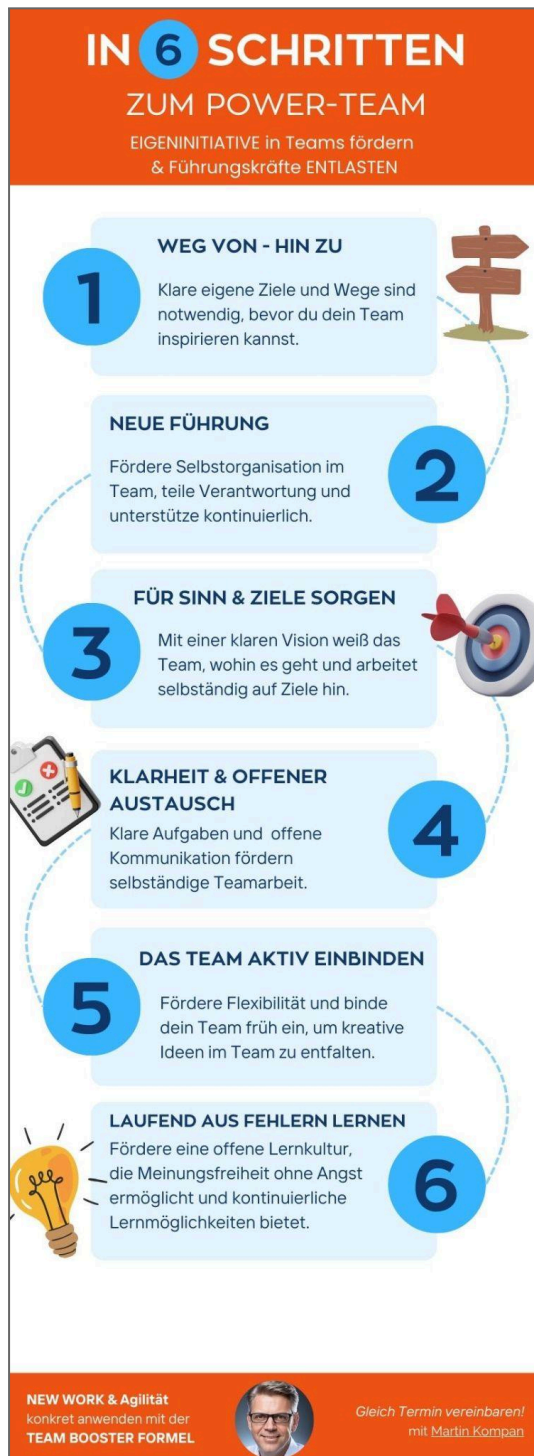 IN 6 SCHRITTEN
ZUM POWER-TEAM
EIGENINITIATIVE in Teams fördern
& Führungskräfte ENTLASTEN
1
WEG VON - HIN ZU
Klare eigene Ziele und Wege sind
notwendig, bevor du dein Team
inspirieren kannst.
2
NEUE FÜHRUNG
Fördere Selbstorganisation im
Team, teile Verantwortung und
unterstütze kontinuierlich.
3
FÜR SINN & ZIELE SORGEN
Mit einer klaren Vision weiß das
Team, wohin es geht und arbeitet
selbständig auf Ziele hin.
4
KLARHEIT & OFFENER
AUSTAUSCH
Klare Aufgaben und offene
Kommunikation fördern
selbständige Teamarbeit.
5
DAS TEAM AKTIV EINBINDEN
Fördere Flexibilität und binde
dein Team früh ein, um kreative
Ideen im Team zu entfalten.
6
LAUFEND AUS FEHLERN LERNEN
Fördere eine offene Lernkultur,
die Meinungsfreiheit ohne Angst
ermöglicht und kontinuierliche
Lernmöglichkeiten bietet.
NEW WORK & Agilität
konkret anwenden mit der
TEAM BOOSTER FORMEL
Gleich Termin vereinbaren!
mit Martin Kompan